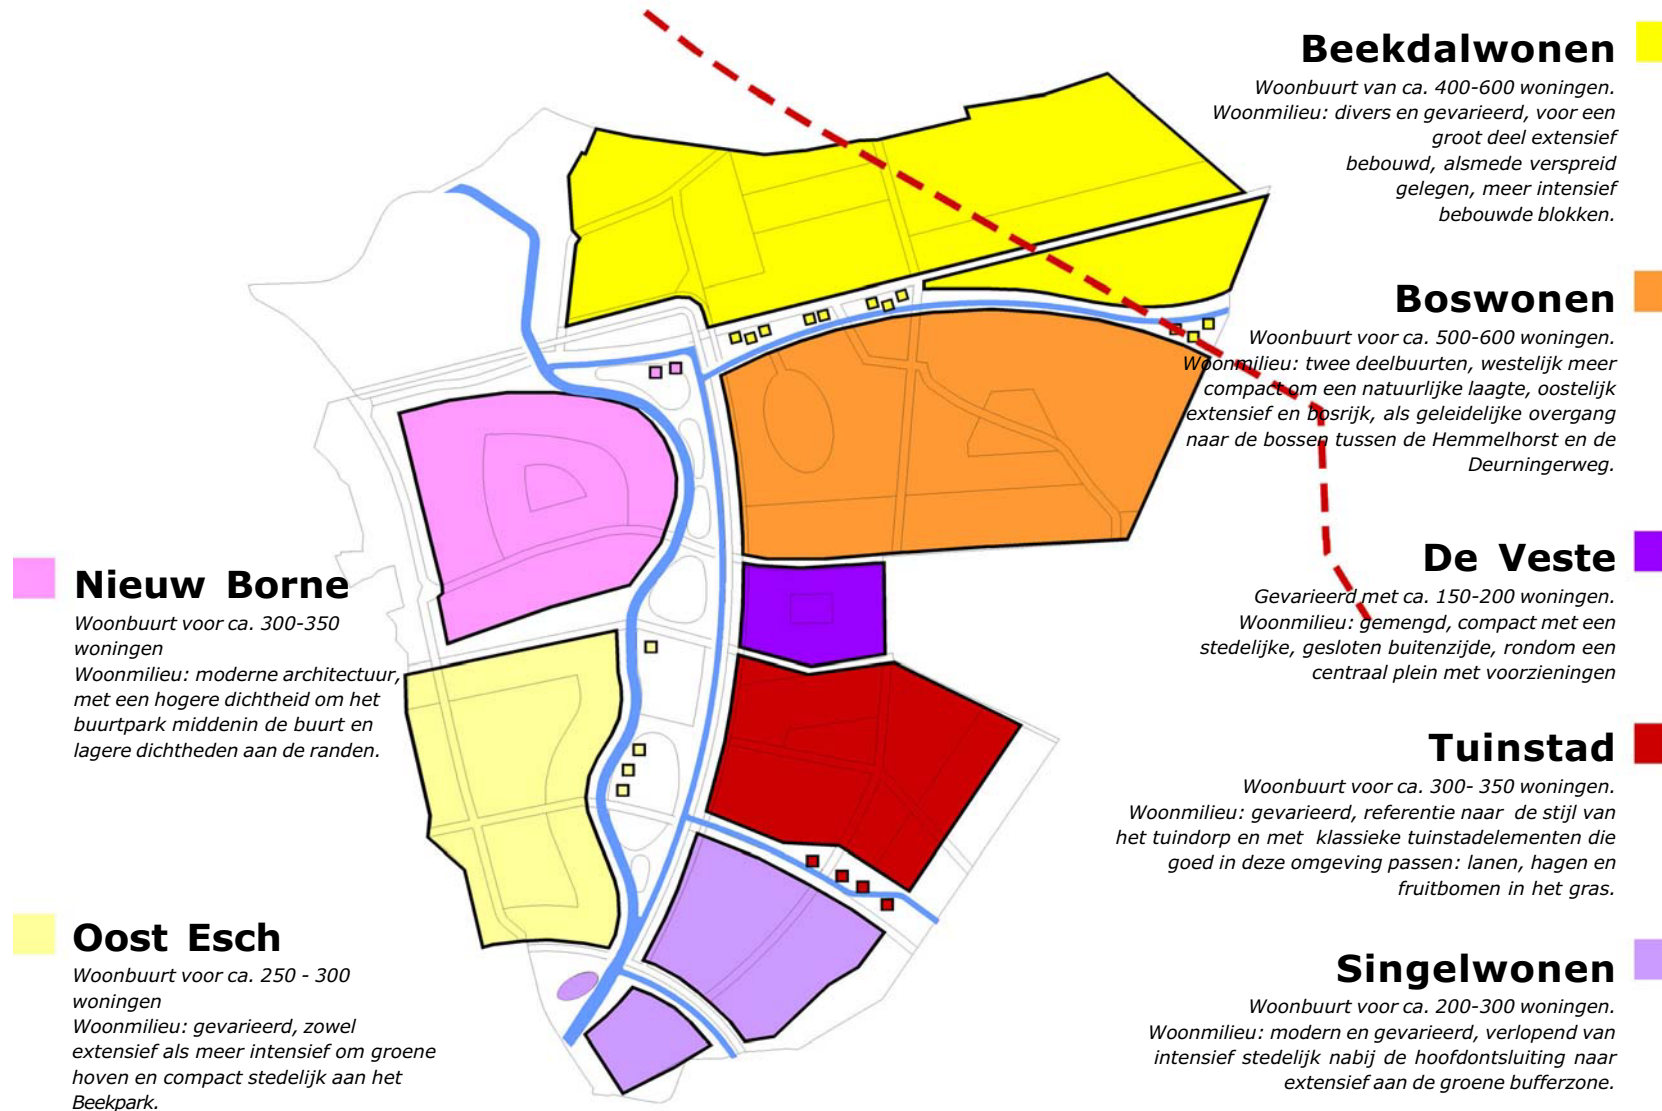 Beekdalwonen
Woonbuurt van ca. 400-600 woningen.
Woonmilieu: divers en gevarieerd, voor een
groot deel extensief
bebouwd, alsmede verspreid
gelegen, meer intensief
bebouwde blokken.
Boswonen
Woonbuurt voor ca. 500-600 woningen.
Woonmilieu: twee deelbuurten, westelijk meer
compact om een natuurlijke laagte, oostelijk
extensief en bosrijk, als geleidelijke overgang
naar de bossen tussen de Hemmelhorst en de
Deurningerweg.
De Veste
Gevarieerd met ca. 150-200 woningen.
Woonmilieu: gemengd, compact met een
stedelijke, gesloten buitenzijde, rondom een
centraal plein met voorzieningen
Tuinstad
Woonbuurt voor ca. 300- 350 woningen.
Woonmilieu: gevarieerd, referentie naar de stijl van
het tuindorp en met klassieke tuinstadelementen die
goed in deze omgeving passen: lanen, hagen en
fruitbomen in het gras.
Singelwonen
Woonbuurt voor ca. 200-300 woningen.
Woonmilieu: modern en gevarieerd, verlopend van
intensief stedelijk nabij de hoofdontsluiting naar
extensief aan de groene bufferzone.
Nieuw Borne
Woonbuurt voor ca. 300-350
woningen
Woonmilieu: moderne architectuur,
met een hogere dichtheid om het
buurtpark middenin de buurt en
lagere dichtheden aan de randen.
Oost Esch
Woonbuurt voor ca. 250 - 300
woningen
Woonmilieu: gevarieerd, zowel
extensief als meer intensief om groene
hoven en compact stedelijk aan het
Beekpark.